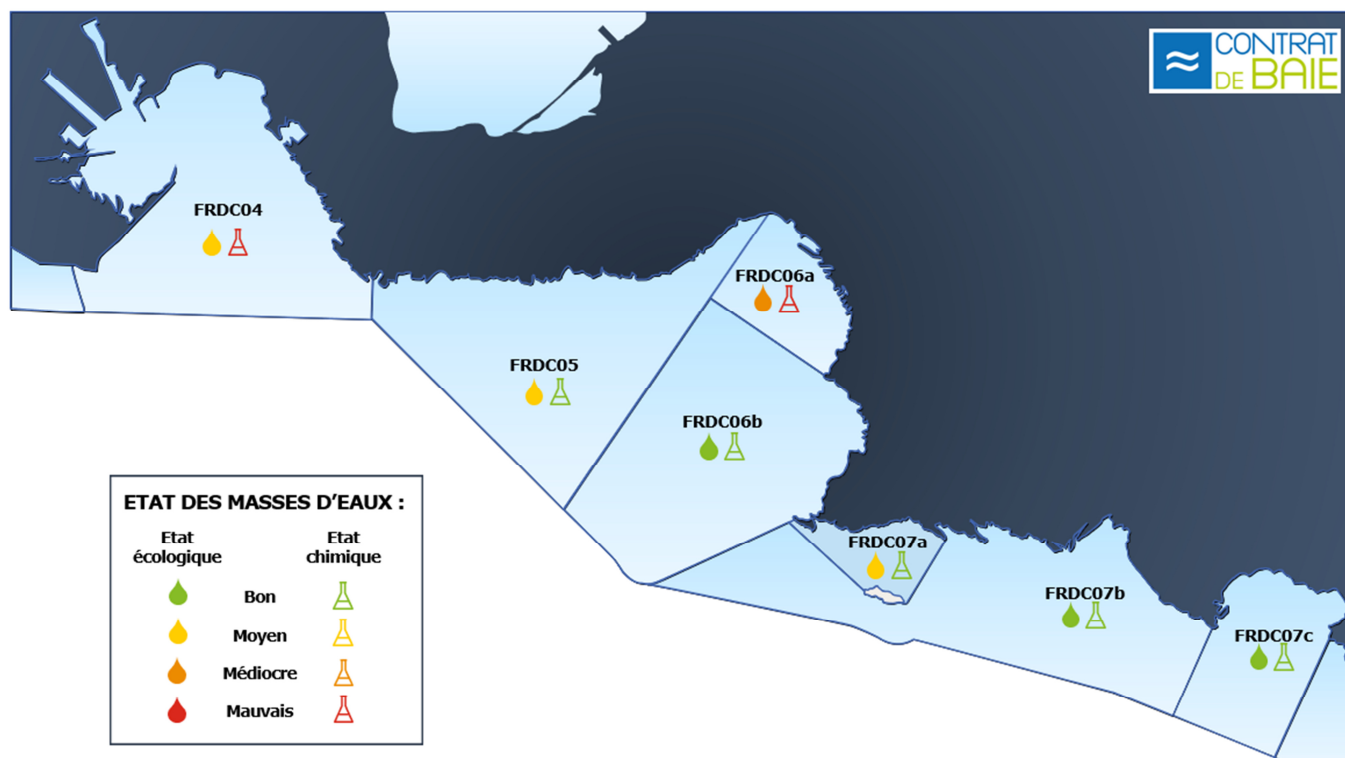 CONTRAT
DE BAIE
FRDC04
FRDC06a
FRDC05
FRDC06b
FRDC07a
FRDC07b
FRDC07c
ETAT DES MASSES D'EAUX :
Etat
écologique
Etat
chimique
Bon
Moyen
Médiocre
Mauvais